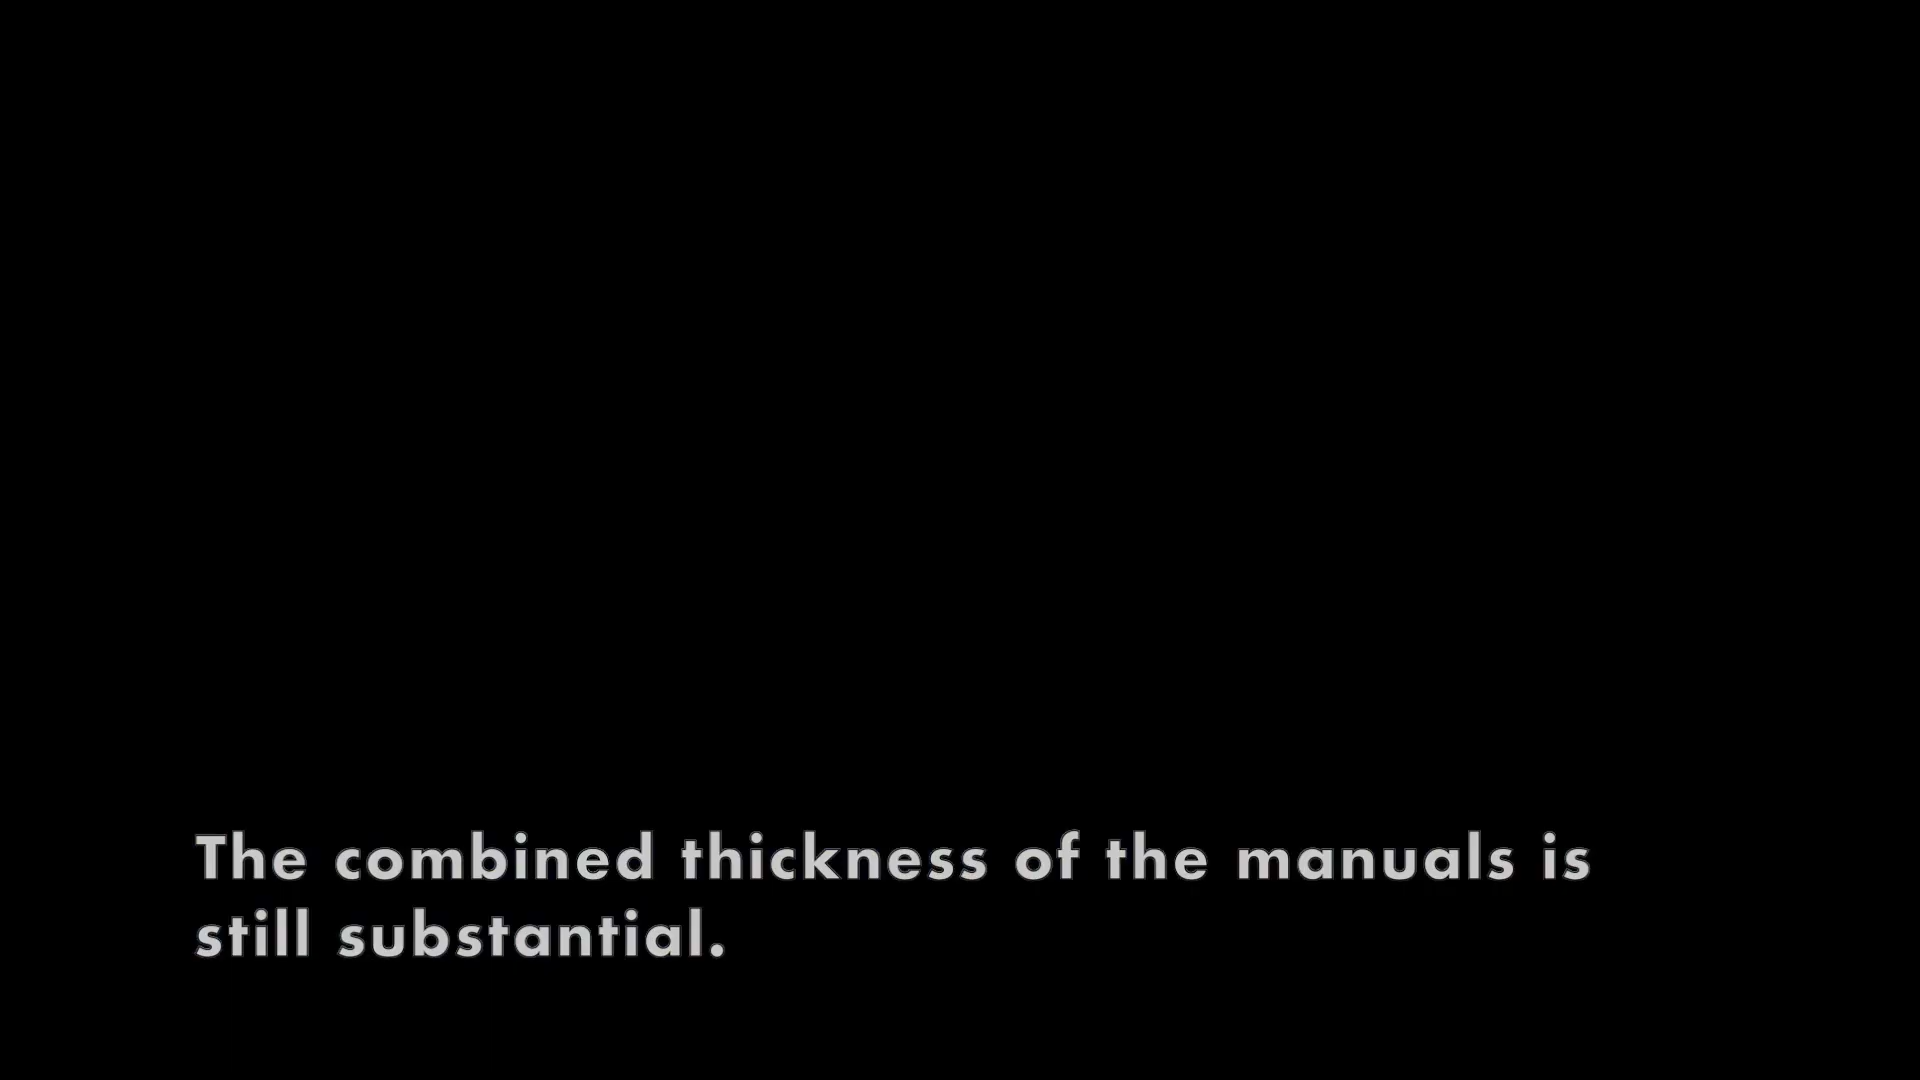 The combined thickness of the manuals is
still substantial.